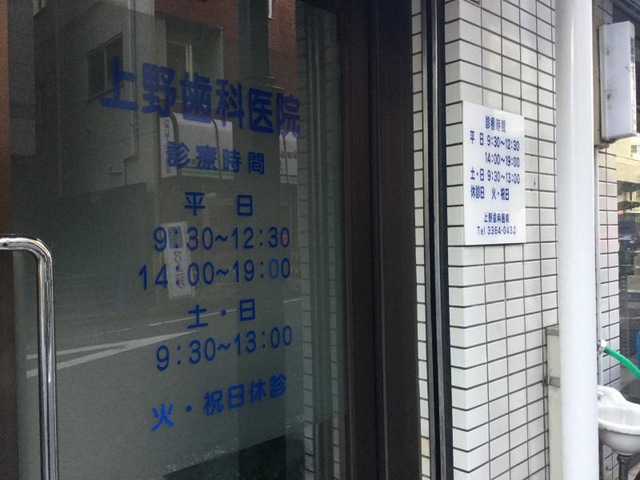 上野歯科医院
診療時間
平日
9:30~12:30
14:00~19:00
土・日
9:30~13:00
火・祝日休診
診療時間
平日 9:30~12:30
14:00~19:00
土・日 9:30~13:00
休診日 火・祝日
上野歯科医院
Tel 3364-0432